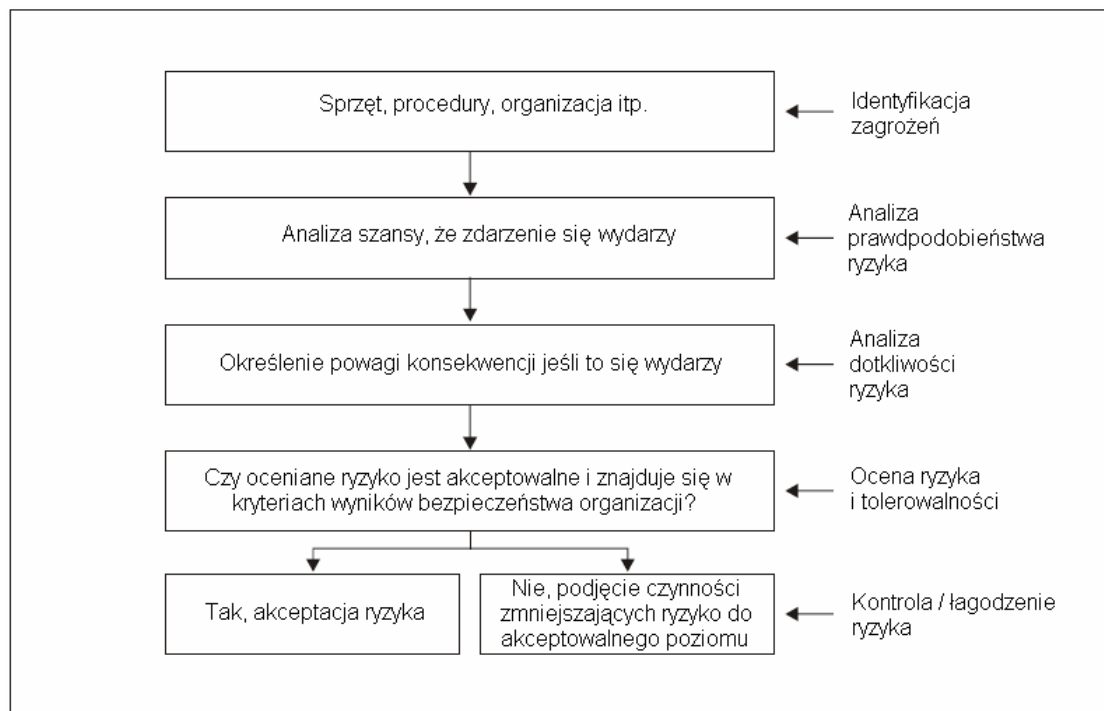 Sprzęt, procedury, organizacja itp.
Identyfikacja
zagrożeń
Analiza szansy, że zdarzenie się wydarzy
Analiza
prawdpodobieństwa
ryzyka
Określenie powagi konsekwencji jeśli to się wydarzy
Analiza
dotkliwości
ryzyka
Czy oceniane ryzyko jest akceptowalne i znajduje się w
kryteriach wyników bezpieczeństwa organizacji?
Ocena ryzyka
i tolerowalności
Tak, akceptacja ryzyka
Nie, podjęcie czynności
zmniejszających ryzyko do
akceptowalnego poziomu
Kontrola / łagodzenie
ryzyka